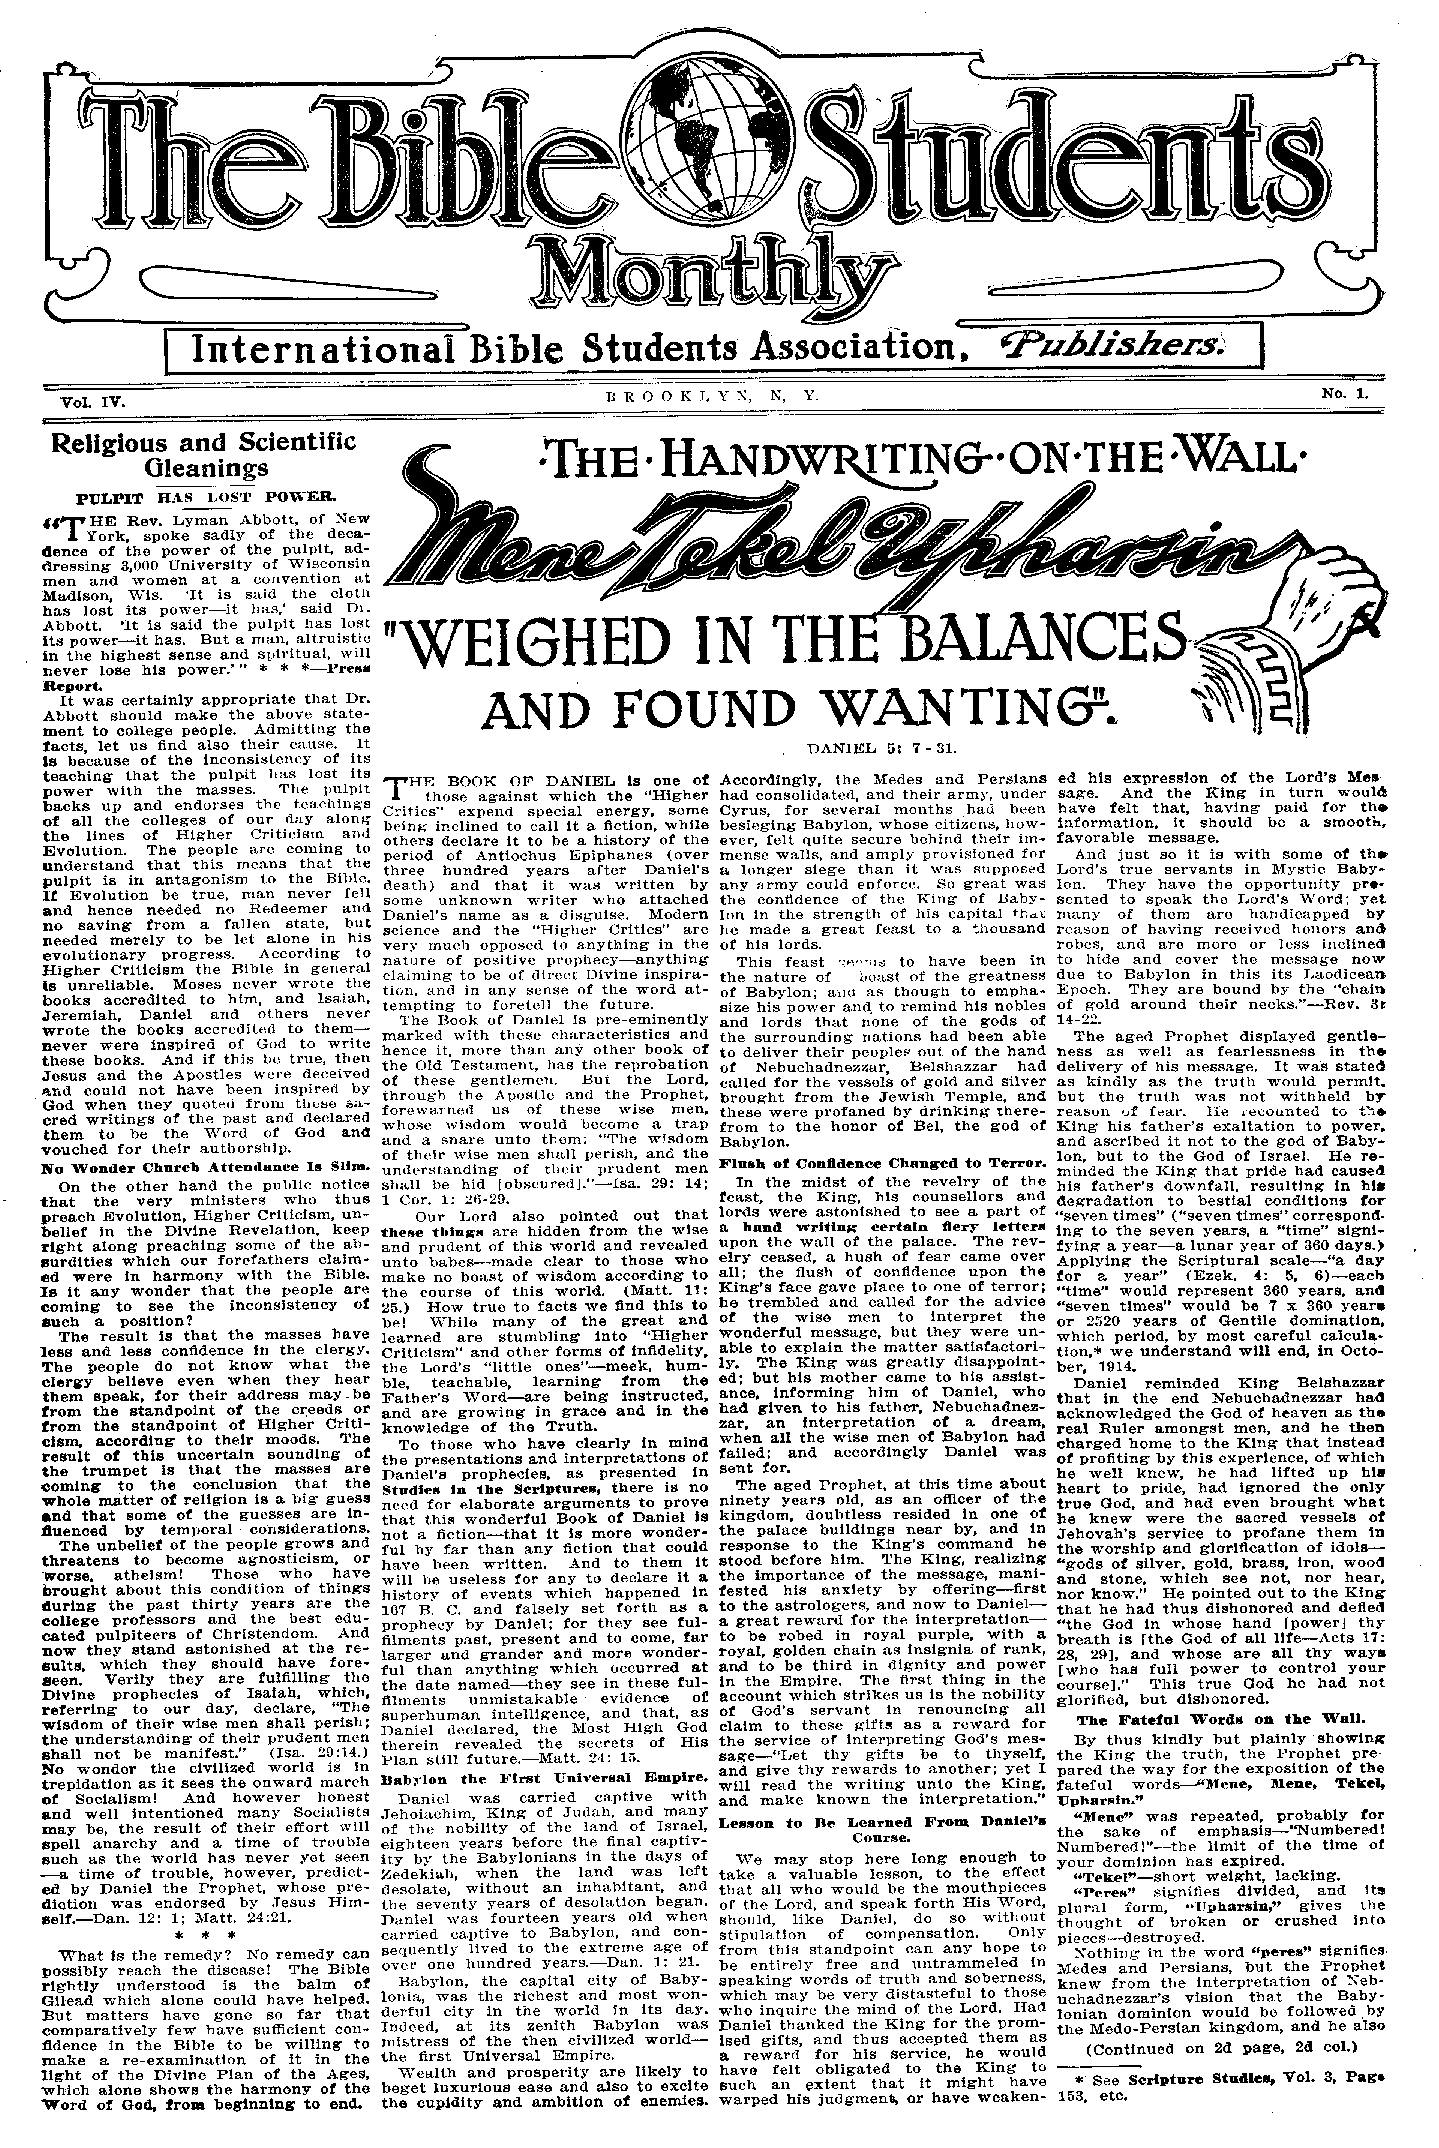 The Bible Students
Monthly
International Bible Students Association, Publishers.
Vol. IV.
BROOKLYN, N. Y.
No. 1.
Religious and Scientific
Gleanings
PULPIT HAS LOST POWER.
“THE Rev. Lyman Abbott, of New
York, spoke sadly of the deca-
dence of the power of the pulpit, ad-
dressing 3,000 University of Wisconsin
men and women at a convention at
Madison, Wis. ‘It is said the cloth
has lost its power—it has,’ said Dr.
Abbott. ‘It is said the pulpit has lost
its power—it has. But a man, altruistic
in the highest sense and spiritual, will
never lose his power.’” * * *—Press
Report.
It was certainly appropriate that Dr.
Abbott should make the above state-
ment to college people. Admitting the
facts, let us find also their cause. It
is because of the inconsistency of its
teaching that the pulpit has lost its
power with the masses. The pulpit
backs up and endorses the teachings
of all the colleges of our day along
the lines of Higher Criticism and
Evolution. The people are coming to
understand that this means that the
pulpit is in antagonism to the Bible.
If Evolution be true, man never fell
and hence needed no Redeemer and
no saving from a fallen state, but
needed merely to be let alone in his
evolutionary progress. According to
Higher Criticism the Bible in general
is unreliable. Moses never wrote the
books accredited to him, and Isaiah,
Jeremiah, Daniel and others never
wrote the books accredited to them—
never were inspired of God to write
these books. And if this be true, then
Jesus and the Apostles were deceived
and could not have been inspired by
God when they quoted from these sa-
cred writings of the past and declared
them to be the Word of God and
vouched for their authorship.
No Wonder Church Attendance Is Slim.
On the other hand the public notice
that the very ministers who thus
preach Evolution, Higher Criticism, un-
belief in the Divine Revelation, keep
right along preaching some of the ab-
surdities which our forefathers claim-
ed were in harmony with the Bible.
Is it any wonder that the people are
coming to see the inconsistency of
such a position?
The result is that the masses have
less and less confidence in the clergy.
The people do not know what the
clergy believe even when they hear
them speak, for their address may be
from the standpoint of the creeds or
from the standpoint of Higher Criti-
cism, according to their moods. The
result of this uncertain sounding of
the trumpet is that the masses are
coming to the conclusion that the
whole matter of religion is a big guess
and that some of the guesses are in-
fluenced by temporal considerations.
The unbelief of the people grows and
threatens to become agnosticism, or
worse, atheism! Those who have
brought about this condition of things
during the past thirty years are the
college professors and the best edu-
cated pulpiteers of Christendom. And
now they stand astonished at the re-
sults, which they should have fore-
seen. Verily they are fulfilling the
Divine prophecies of Isaiah, which,
referring to our day, declare, “The
wisdom of their wise men shall perish;
the understanding of their prudent men
shall not be manifest.” (Isa. 29:14.)
No wonder the civilized world is in
trepidation as it sees the onward march
of Socialism! And however honest
and well intentioned many Socialists
may be, the result of their effort will
spell anarchy and a time of trouble
such as the world has never yet seen
—a time of trouble, however, predict-
ed by Daniel the Prophet, whose pre-
diction was endorsed by Jesus Him-
self.—Dan. 12: 1; Matt. 24:21.
* * *
What is the remedy? No remedy can
possibly reach the disease! The Bible
rightly understood is the balm of
Gilead which alone could have helped.
But matters have gone so far that
comparatively few have sufficient con-
fidence in the Bible to be willing to
make a re-examination of it in the
light of the Divine Plan of the Ages,
which alone shows the harmony of the
Word of God, from beginning to end.
·THE·HANDWRITING··ON·THE·WALL·
Mene Tekel Upharsin
"WEIGHED IN THE BALANCES
AND FOUND WANTING".
DANIEL 5: 7-31.
THE BOOK OF DANIEL is one of
those against which the “Higher
Critics” expend special energy, some
being inclined to call it a fiction, while
others declare it to be a history of the
period of Antiochus Epiphanes (over
three hundred years after Daniel's
death) and that it was written by
some unknown writer who attached
Daniel's name as a disguise. Modern
science and the “Higher Critics” are
very much opposed to anything in the
nature of positive prophecy—anything
claiming to be of direct Divine inspira-
tion, and in any sense of the word at-
tempting to foretell the future.
The Book of Daniel is pre-eminently
marked with these characteristics and
hence it, more than any other book of
the Old Testament, has the reprobation
of these gentlemen. But the Lord,
through the Apostle and the Prophet,
forewarned us of these wise men,
whose wisdom would become a trap
and a snare unto them: “The wisdom
of their wise men shall perish, and the
understanding of their prudent men
shall be hid [obscured].”—Isa. 29: 14;
1 Cor. 1: 26-29.
Our Lord also pointed out that
these things are hidden from the wise
and prudent of this world and revealed
unto babes—made clear to those who
make no boast of wisdom according to
the course of this world. (Matt. 11:
25.) How true to facts we find this to
be! While many of the great and
learned are stumbling into “Higher
Criticism” and other forms of infidelity,
the Lord's “little ones”—meek, hum-
ble, teachable, learning from the
Father's Word—are being instructed,
and are growing in grace and in the
knowledge of the Truth.
To those who have clearly in mind
the presentations and interpretations of
Daniel's prophecies, as presented in
Studies in the Scriptures, there is no
need for elaborate arguments to prove
that this wonderful Book of Daniel is
not a fiction—that it is more wonder-
ful by far than any fiction that could
have been written. And to them it
will be useless for any to declare it a
history of events which happened in
167 B. C. and falsely set forth as a
prophecy by Daniel; for they see ful-
filments past, present and to come, far
larger and grander and more wonder-
ful than anything which occurred at
the date named—they see in these ful-
filments unmistakable evidence of
superhuman intelligence, and that, as
Daniel declared, the Most High God
therein revealed the secrets of His
Plan still future.—Matt. 24: 15.
Babylon the First Universal Empire.
Daniel was carried captive with
Jehoiachim, King of Judah, and many
of the nobility of the land of Israel,
eighteen years before the final captiv-
ity by the Babylonians in the days of
Zedekiah, when the land was left
desolate, without an inhabitant, and
the seventy years of desolation began.
Daniel was fourteen years old when
carried captive to Babylon, and con-
sequently lived to the extreme age of
over one hundred years.—Dan. 1: 21.
Babylon, the capital city of Baby-
lonia, was the richest and most won-
derful city in the world in its day.
Indeed, at its zenith Babylon was
mistress of the then civilized world—
the first Universal Empire.
Wealth and prosperity are likely to
beget luxurious ease and also to excite
the cupidity and ambition of enemies.
Accordingly, the Medes and Persians
had consolidated, and their army, under
Cyrus, for several months had been
besieging Babylon, whose citizens, how-
ever, felt quite secure behind their im-
mense walls, and amply provisioned for
a longer siege than it was supposed
any army could enforce. So great was
the confidence of the King of Baby-
lon in the strength of his capital that
he made a great feast to a thousand
of his lords.
This feast seems to have been in
the nature of boast of the greatness
of Babylon; and as though to empha-
size his power and to remind his nobles
and lords that none of the gods of
the surrounding nations had been able
to deliver their peoples out of the hand
of Nebuchadnezzar, Belshazzar had
called for the vessels of gold and silver
brought from the Jewish Temple, and
these were profaned by drinking there-
from to the honor of Bel, the god of
Babylon.
Flush of Confidence Changed to Terror.
In the midst of the revelry of the
feast, the King, his counsellors and
lords were astonished to see a part of
a hand writing certain fiery letters
upon the wall of the palace. The rev-
elry ceased, a hush of fear came over
all; the flush of confidence upon the
King's face gave place to one of terror;
he trembled and called for the advice
of the wise men to interpret the
wonderful message, but they were un-
able to explain the matter satisfactori-
ly. The King was greatly disappoint-
ed; but his mother came to his assist-
ance, informing him of Daniel, who
had given to his father, Nebuchadnez-
zar, an interpretation of a dream,
when all the wise men of Babylon had
failed; and accordingly Daniel was
sent for.
The aged Prophet, at this time about
ninety years old, as an officer of the
kingdom, doubtless resided in one of
the palace buildings near by, and in
response to the King's command he
stood before him. The King, realizing
the importance of the message, mani-
fested his anxiety by offering—first
to the astrologers, and now to Daniel—
a great reward for the interpretation—
to be robed in royal purple, with a
royal, golden chain as insignia of rank,
and to be third in dignity and power
in the Empire. The first thing in the
account which strikes us is the nobility
of God's servant in renouncing all
claim to these gifts as a reward for
the service of interpreting God's mes-
sage—“Let thy gifts be to thyself,
and give thy rewards to another; yet I
will read the writing unto the King,
and make known the interpretation.”
Lesson to Be Learned From Daniel's
Course.
We may stop here long enough to
take a valuable lesson, to the effect
that all who would be the mouthpieces
of the Lord, and speak forth His Word,
should, like Daniel, do so without
stipulation of compensation. Only
from this standpoint can any hope to
be entirely free and untrammeled in
speaking words of truth and soberness,
which may be very distasteful to those
who inquire the mind of the Lord. Had
Daniel thanked the King for the prom-
ised gifts, and thus accepted them as
a reward for his service, he would
have felt obligated to the King to
such an extent that it might have
warped his judgment, or have weaken-
ed his expression of the Lord's Mes
sage. And the King in turn would
have felt that, having paid for the
information, it should be a smooth,
favorable message.
And just so it is with some of the
Lord's true servants in Mystic Baby-
lon. They have the opportunity pre-
sented to speak the Lord's Word; yet
many of them are handicapped by
reason of having received honors and
robes, and are more or less inclined
to hide and cover the message now
due to Babylon in this its Laodicean
Epoch. They are bound by the “chain
of gold around their necks.”—Rev. 3:
14-22.
The aged Prophet displayed gentle-
ness as well as fearlessness in the
delivery of his message. It was stated
as kindly as the truth would permit,
but the truth was not withheld by
reason of fear. He recounted to the
King his father's exaltation to power,
and ascribed it not to the god of Baby-
lon, but to the God of Israel. He re-
minded the King that pride had caused
his father's downfall, resulting in his
degradation to bestial conditions for
“seven times” (“seven times” correspond-
ing to the seven years, a “time” signi-
fying a year—a lunar year of 360 days.)
Applying the Scriptural scale—“a day
for a year” (Ezek. 4: 5, 6)—each
“time” would represent 360 years, and
“seven times” would be 7 x 360 years
or 2520 years of Gentile domination,
which period, by most careful calcula-
tion,* we understand will end, in Octo-
ber, 1914.
Daniel reminded King Belshazzar
that in the end Nebuchadnezzar had
acknowledged the God of heaven as the
real Ruler amongst men, and he then
charged home to the King that instead
of profiting by this experience, of which
he well knew, he had lifted up his
heart to pride, had ignored the only
true God, and had even brought what
he knew were the sacred vessels of
Jehovah's service to profane them in
the worship and glorification of idols—
“gods of silver, gold, brass, iron, wood
and stone, which see not, nor hear,
nor know.” He pointed out to the King
that he had thus dishonored and defied
“the God in whose hand [power] thy
breath is [the God of all life—Acts 17:
28, 29], and whose are all thy ways
[who has full power to control your
course].” This true God he had not
glorified, but dishonored.
The Fateful Words on the Wall.
By thus kindly but plainly showing
the King the truth, the Prophet pre-
pared the way for the exposition of the
fateful words—“Mene, Mene, Tekel,
Upharsin.”
“Mene” was repeated, probably for
the sake of emphasis—“Numbered!
Numbered!”—the limit of the time of
your dominion has expired.
“Tekel”—short weight, lacking.
“Peres” signifies divided, and its
plural form, “Upharsin,” gives the
thought of broken or crushed into
pieces—destroyed.
Nothing in the word “peres” signifies
Medes and Persians, but the Prophet
knew from the interpretation of Neb-
uchadnezzar's vision that the Baby-
lonian dominion would be followed by
the Medo-Persian kingdom, and he also
(Continued on 2d page, 2d col.)
* See Scripture Studies, Vol. 3, Page
153, etc.